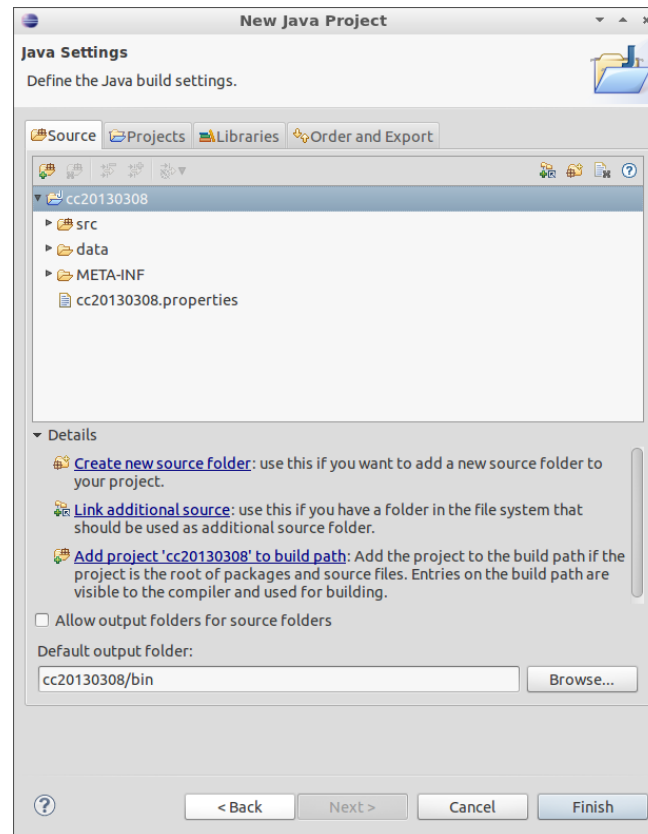 New Java Project
Java Settings
Define the Java build settings.
Source Projects Libraries Order and Export
cc20130308
src
data
META-INF
cc20130308.properties
Details
Create new source folder: use this if you want to add a new source folder to
your project.
Link additional source: use this if you have a folder in the file system that
should be used as additional source folder.
Add project 'cc20130308' to build path: Add the project to the build path if the
project is the root of packages and source files. Entries on the build path are
visible to the compiler and used for building.
Allow output folders for source folders
Default output folder:
cc20130308/bin
Browse...
< Back Next > Cancel Finish